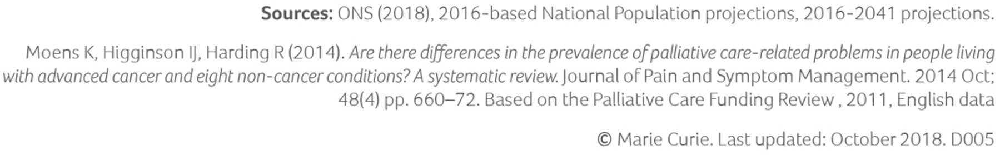 Sources: ONS (2018), 2016-based National Population projections, 2016-2041 projections.
Moens K, Higginson IJ, Harding R (2014). Are there differences in the prevalence of palliative care-related problems in people living
with advanced cancer and eight non-cancer conditions? A systematic review. Journal of Pain and Symptom Management. 2014 Oct;
48(4) pp. 660–72. Based on the Palliative Care Funding Review , 2011, English data
© Marie Curie. Last updated: October 2018. D005